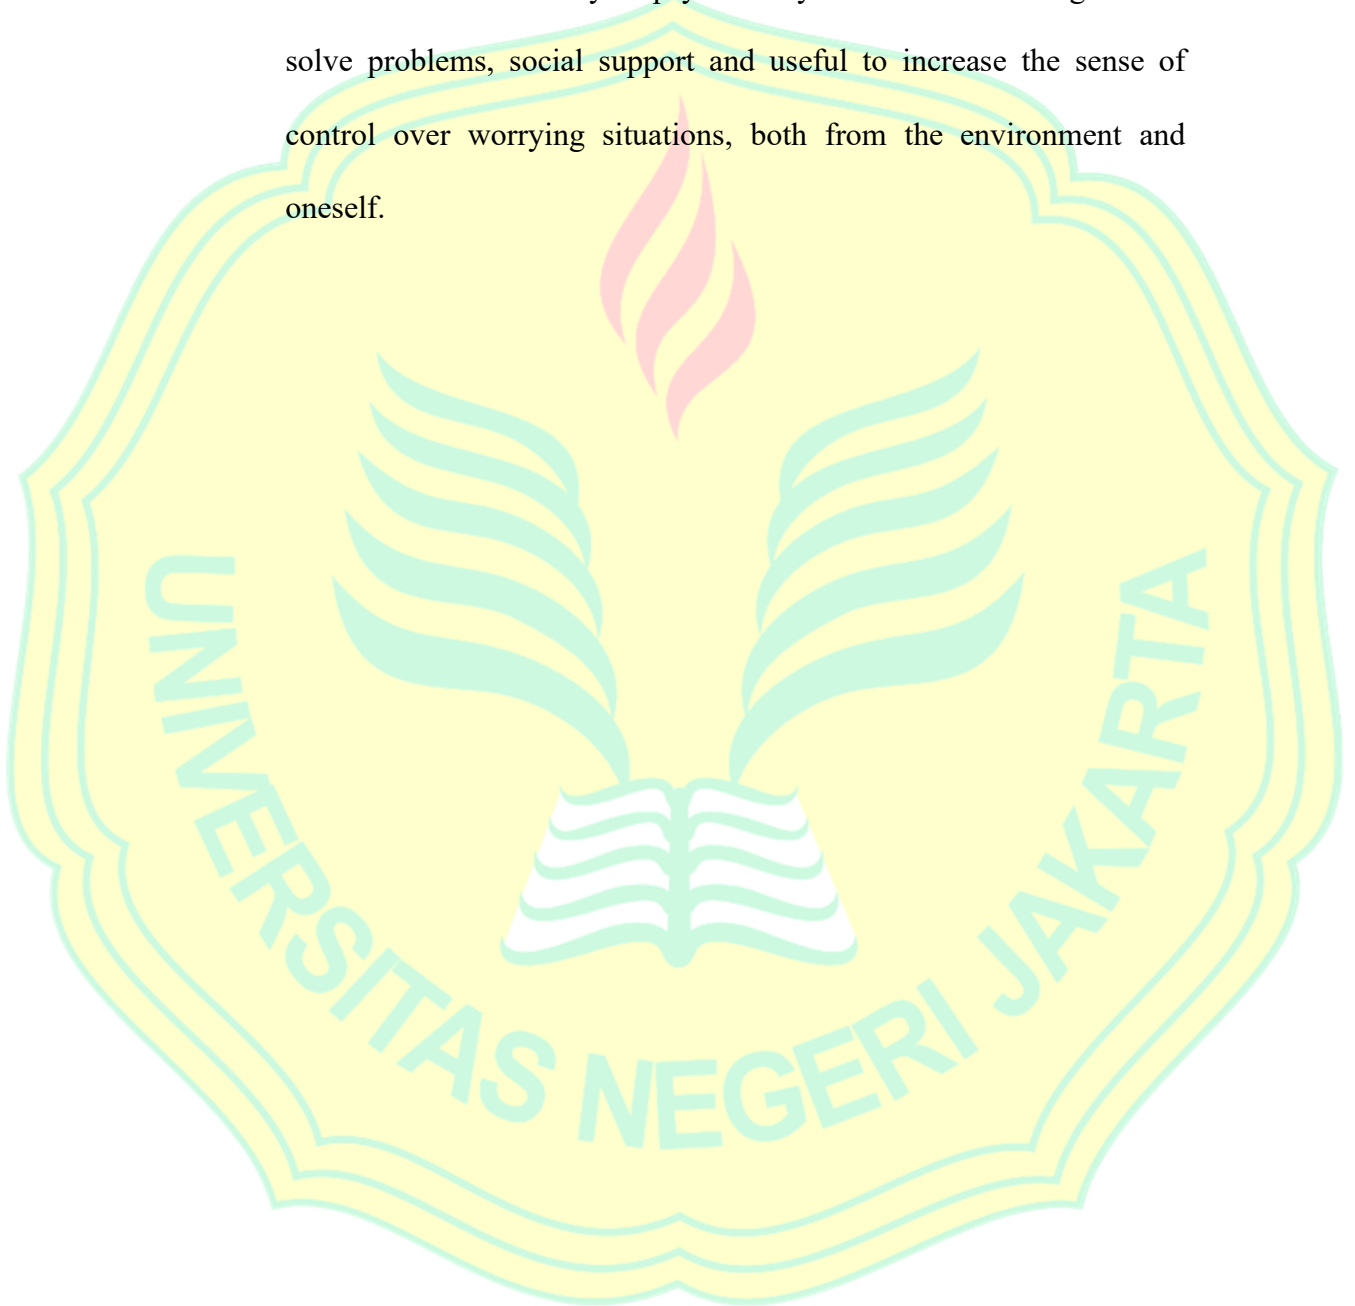 solve problems, social support and useful to increase the sense of
control over worrying situations, both from the environment and
oneself.
UNIVERSITAS NEGERI JAKARTA